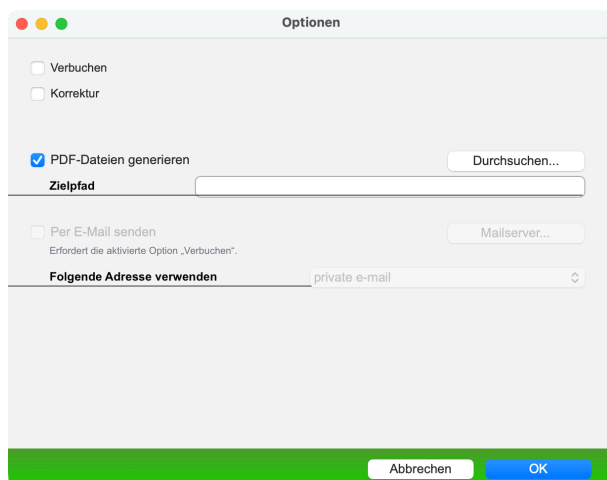 Optionen
Verbuchen
Korrektur
PDF-Dateien generieren
Durchsuchen...
Zielpfad
Per E-Mail senden
Mailserver...
Erfordert die aktivierte Option „Verbuchen“.
Folgende Adresse verwenden
private e-mail
Abbrechen
OK